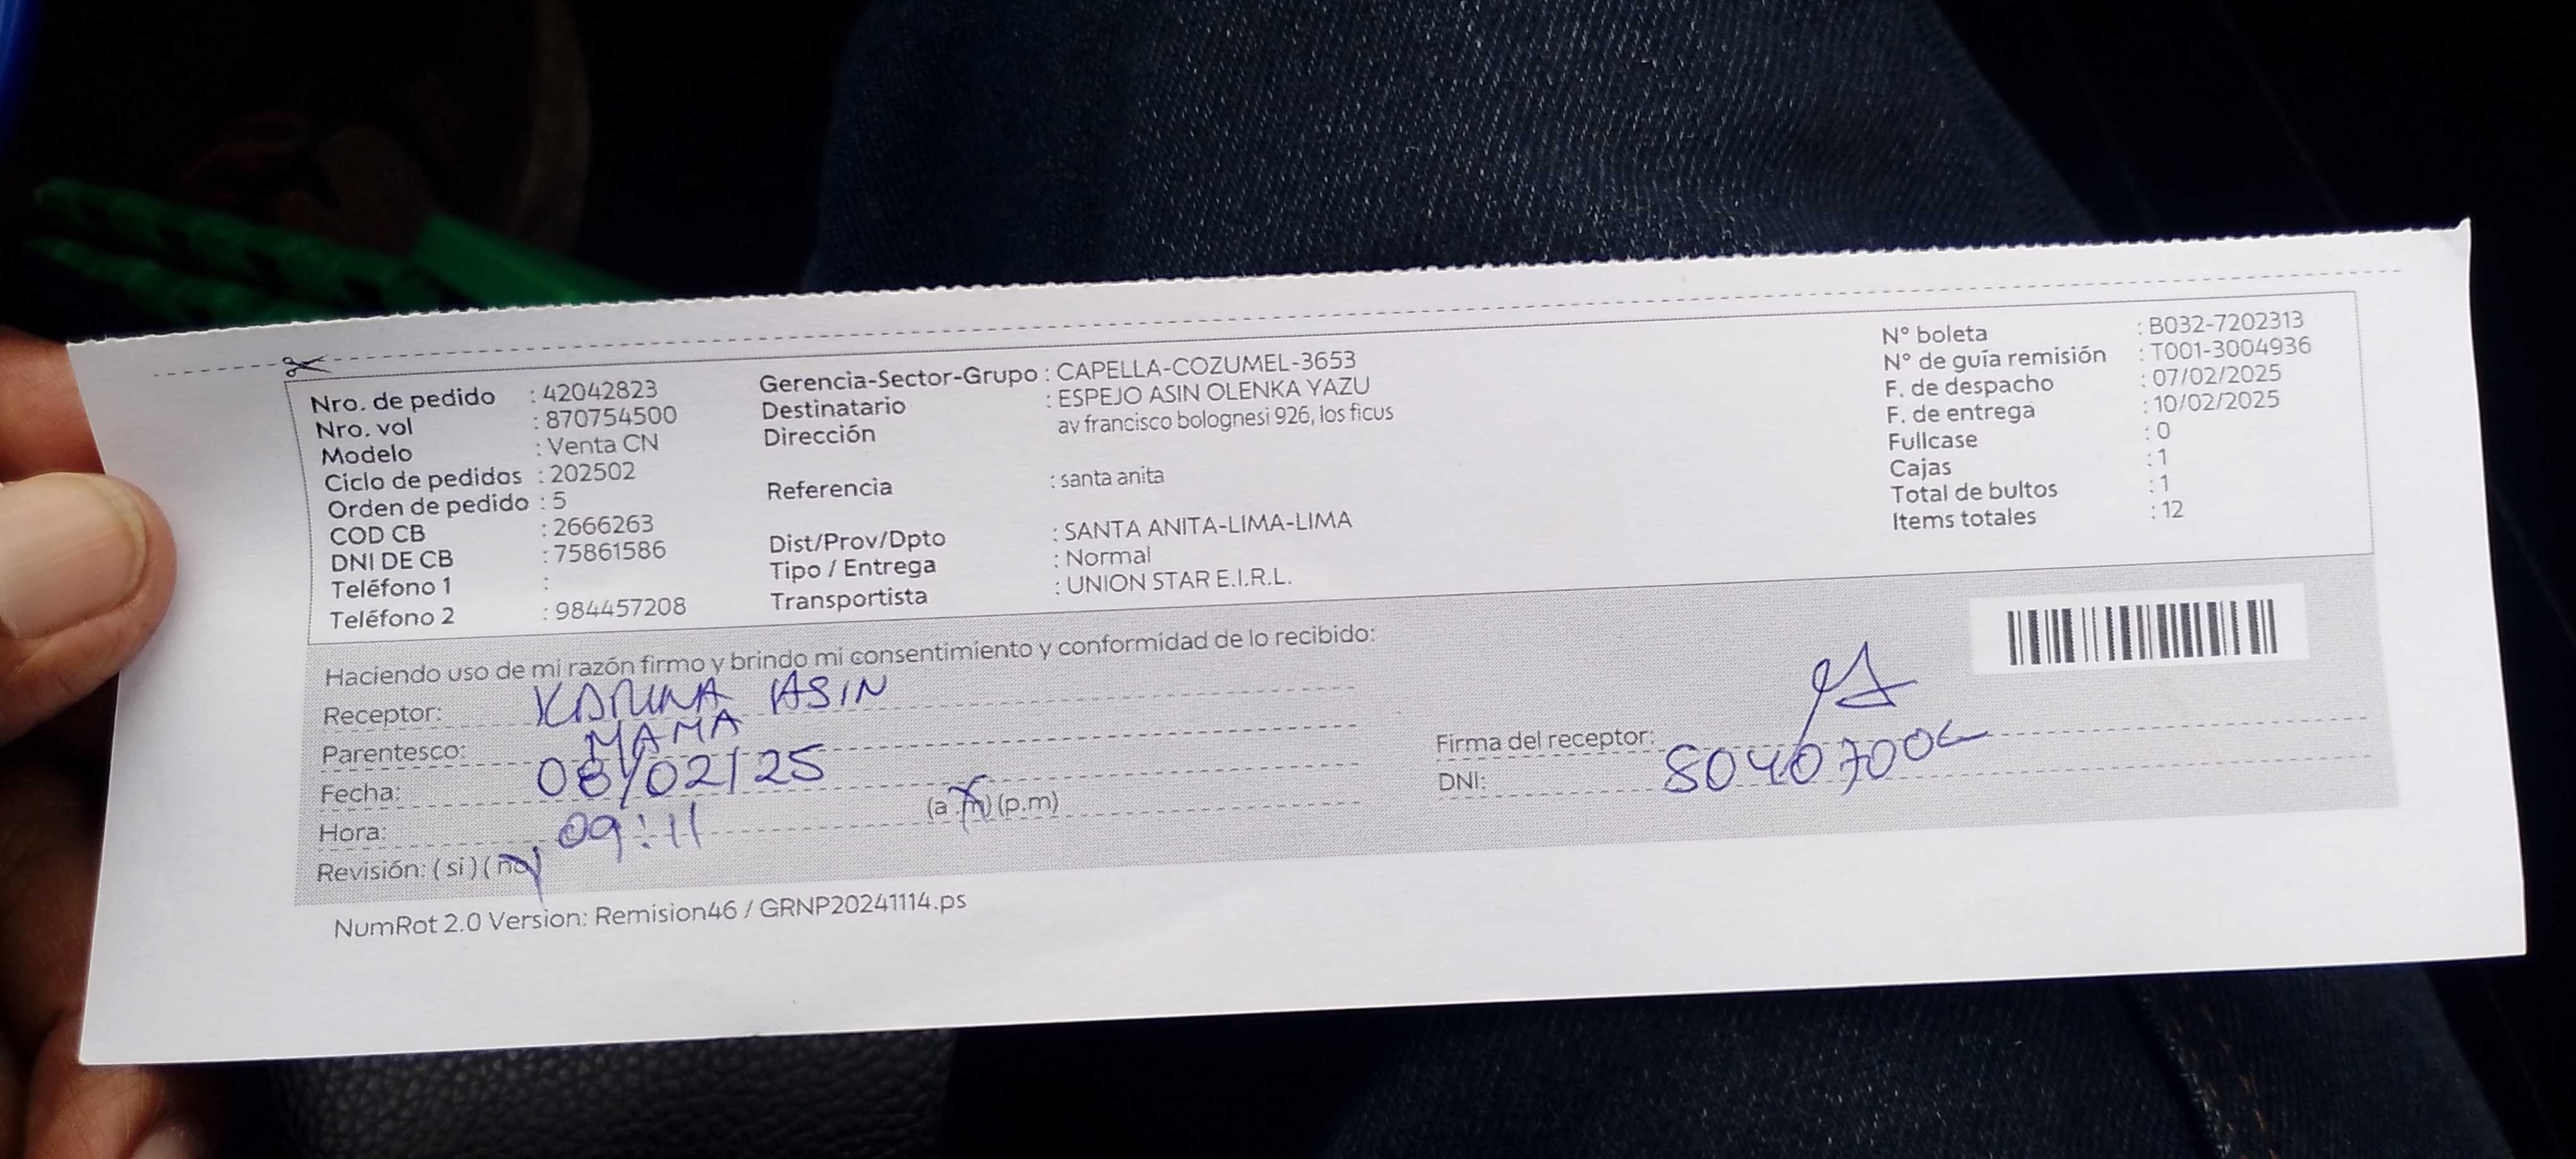 Nro. de pedido : 42042823
Nro. vol : 870754500
Modelo : Venta CN
Ciclo de pedidos : 202502
Orden de pedido : 5
COD CB : 2666263
DNI DE CB : 75861586
Teléfono 1 :
Teléfono 2 : 984457208
Gerencia-Sector-Grupo : CAPELLA-COZUMEL-3653
Destinatario : ESPEJO ASIN OLENKA YAZU
Dirección av francisco bolognesi 926, los ficus
Referencia : santa anita
Dist/Prov/Dpto : SANTA ANITA-LIMA-LIMA
Tipo / Entrega : Normal
Transportista : UNION STAR E.I.R.L.
N° boleta : B032-7202313
N° de guía remisión : T001-3004936
F. de despacho : 07/02/2025
F. de entrega : 10/02/2025
Fullcase : 0
Cajas : 1
Total de bultos : 1
Items totales : 12
Haciendo uso de mi razón firmo y brindo mi consentimiento y conformidad de lo recibido:
Receptor: KARINA ASIN
Parentesco: MAMA
Fecha: 08/02/25
Hora: 09:11 (a.m) (p.m)
Revisión: (si) (no)
Firma del receptor:
DNI:
NumRot 2.0 Version: Remision46 / GRNP20241114.ps